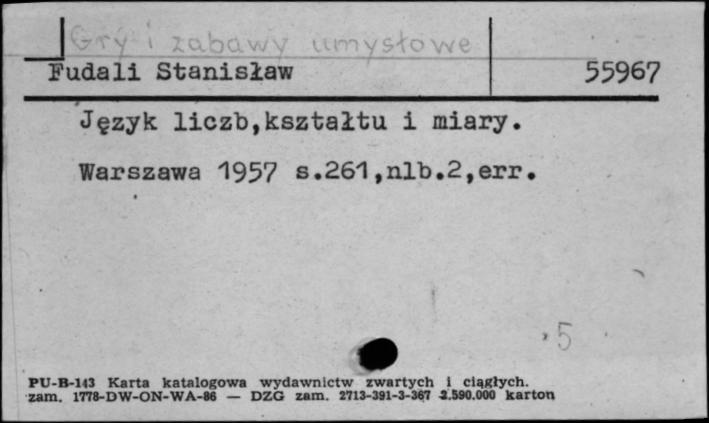 Gry i zabawy umysłowe
Fudali Stanisław 55967
Język liczb,kształtu i miary.
Warszawa 1957 s.261,nlb.2,err.
5
PU-B-143 Karta katalogowa wydawnictw zwartych i ciągłych.
zam. 1778-DW-ON-WA-86 — DZG zam. 2713-391-3-367 2.590.000 karton